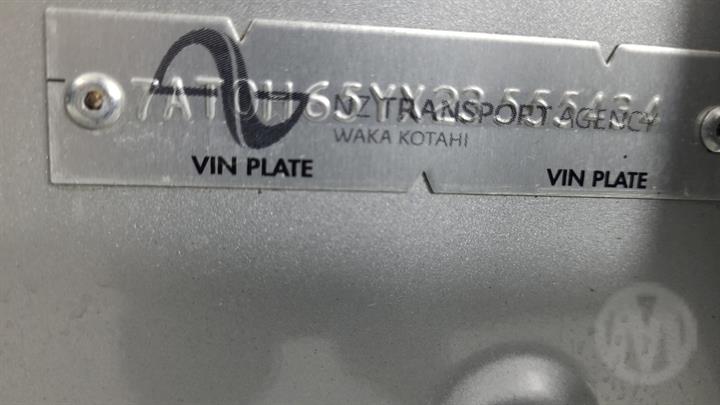 NZ TRANSPORT AGENCY
WAKA KOTAHI
VIN PLATE VIN PLATE